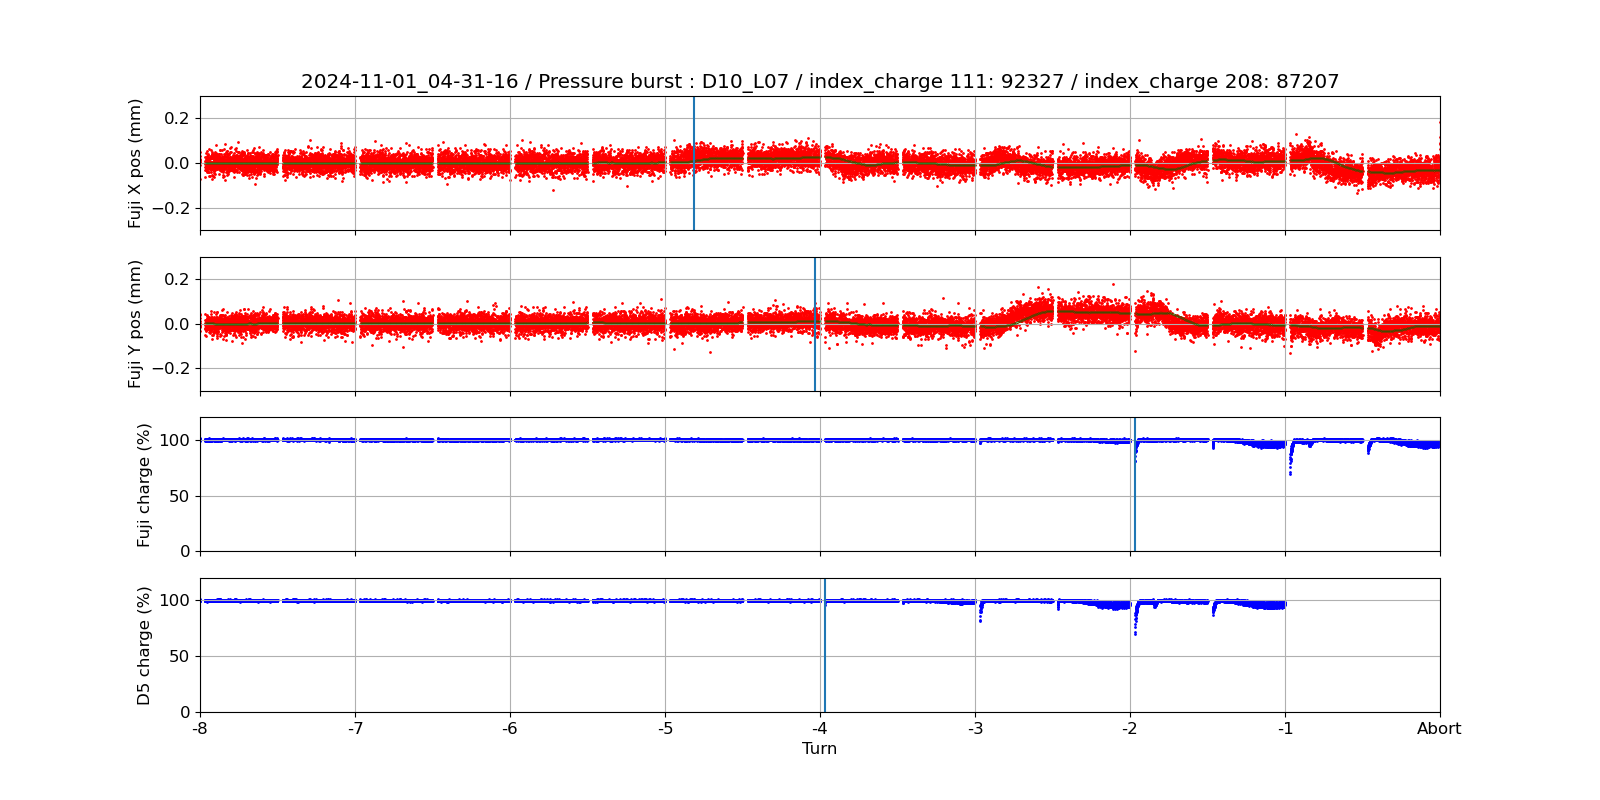 2024-11-01_04-31-16 / Pressure burst : D10_L07 / index_charge 111: 92327 / index_charge 208: 87207
Fuji X pos (mm)
0.2
0.0
−0.2
Fuji Y pos (mm)
0.2
0.0
−0.2
Fuji charge (%)
100
50
0
D5 charge (%)
100
50
0
-8 -7 -6 -5 -4 -3 -2 -1 Abort
Turn